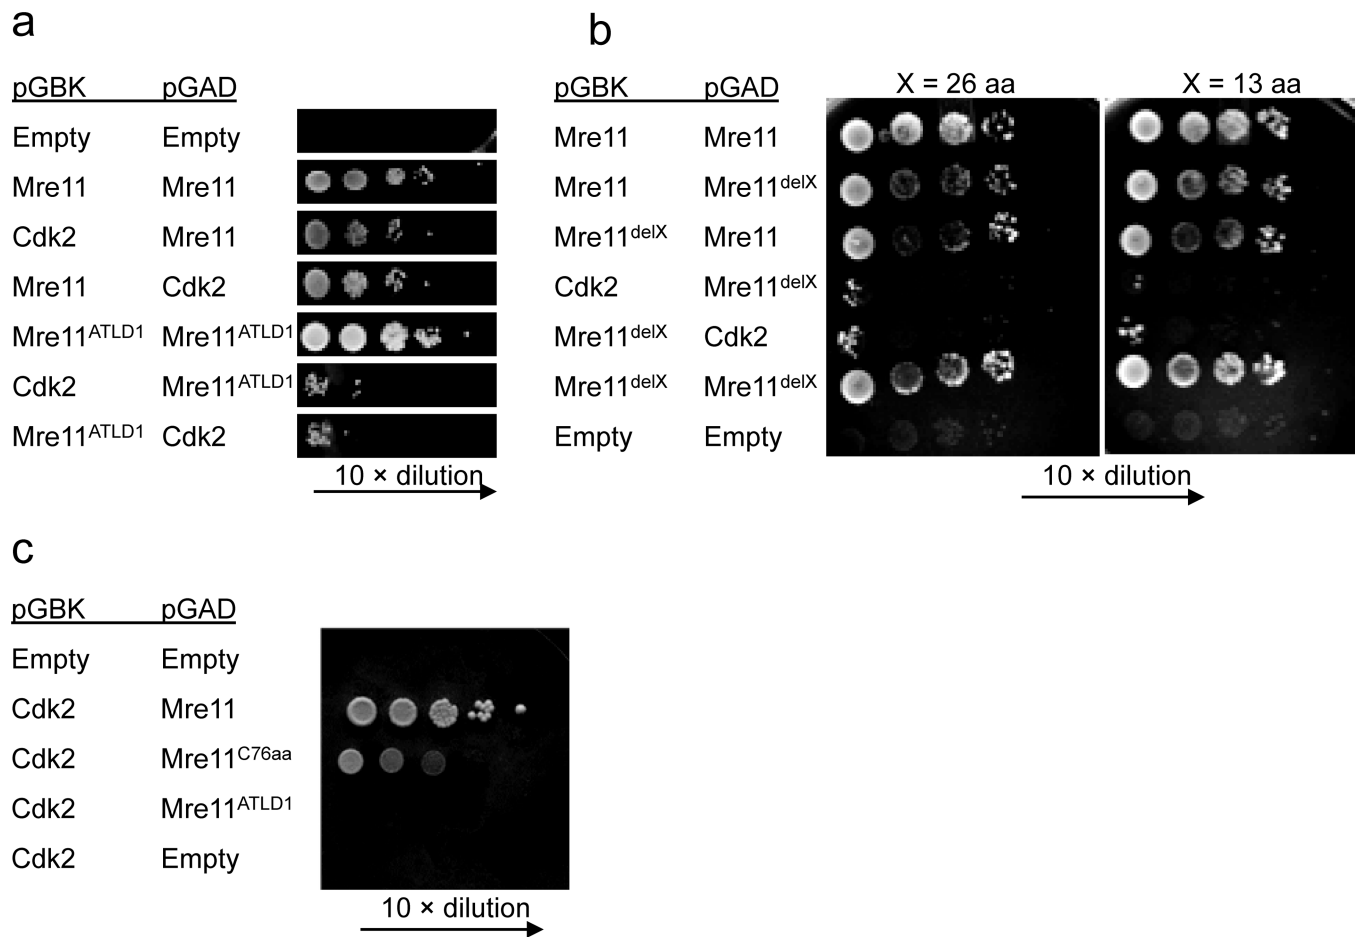 a
pGBK pGAD
Empty Empty
Mre11 Mre11
Cdk2 Mre11
Mre11 Cdk2
Mre11ATLD1 Mre11ATLD1
Cdk2 Mre11ATLD1
Mre11ATLD1 Cdk2
10 × dilution
b
pGBK pGAD X = 26 aa X = 13 aa
Mre11 Mre11
Mre11 Mre11delX
Mre11delX Mre11
Cdk2 Mre11delX
Mre11delX Cdk2
Mre11delX Mre11delX
Empty Empty
10 × dilution
c
pGBK pGAD
Empty Empty
Cdk2 Mre11
Cdk2 Mre11C76aa
Cdk2 Mre11ATLD1
Cdk2 Empty
10 × dilution